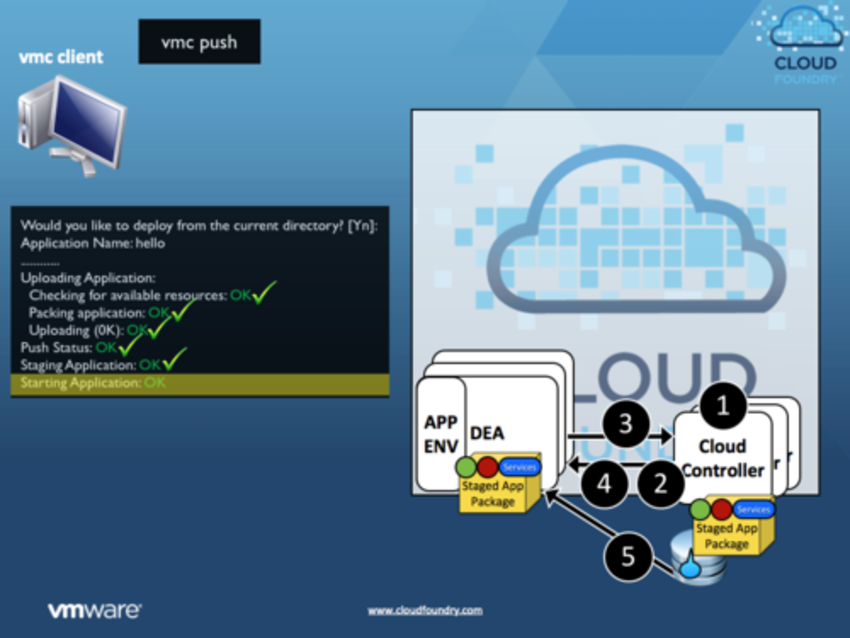 vmc push
vmc client
CLOUD
FOUNDRY
Would you like to deploy from the current directory? [Yn]:
Application Name: hello
............
Uploading Application:
Checking for available resources: OK
Packing application: OK
Uploading (0K): OK
Push Status: OK
Staging Application: OK
Starting Application: OK
LOUD
1
APP
ENV
DEA
3
Cloud
Controller
r
r
4
2
Services
Staged App
Package
Services
Staged App
Package
5
vmware
www.cloudfoundry.com